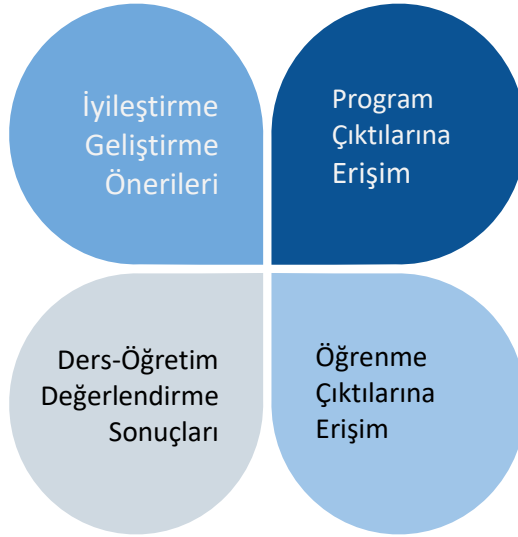 İyileştirme
Geliştirme
Önerileri
Program
Çıktılarına
Erişim
Ders-Öğretim
Değerlendirme
Sonuçları
Öğrenme
Çıktılarına
Erişim